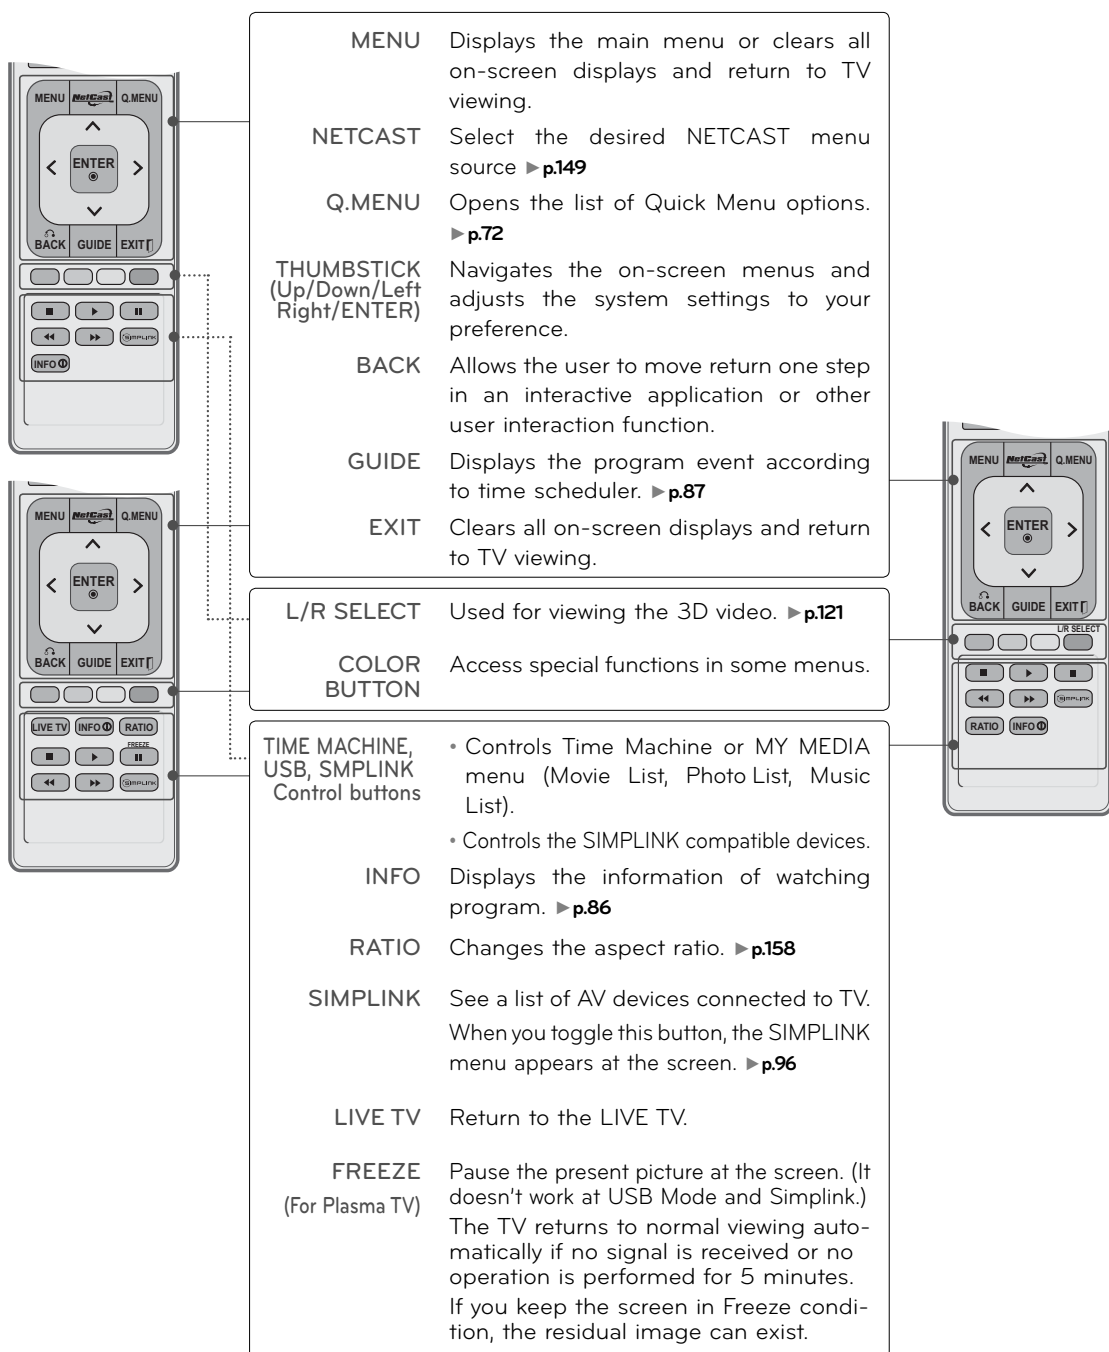 MENU Displays the main menu or clears all
on-screen displays and return to TV
viewing.
NETCAST Select the desired NETCAST menu
source ►p.149
Q.MENU Opens the list of Quick Menu options.
►p.72
THUMBSTICK
(Up/Down/Left
Right/ENTER)
Navigates the on-screen menus and
adjusts the system settings to your
preference.
BACK Allows the user to move return one step
in an interactive application or other
user interaction function.
GUIDE Displays the program event according
to time scheduler. ►p.87
EXIT Clears all on-screen displays and return
to TV viewing.
L/R SELECT Used for viewing the 3D video. ►p.121
COLOR
BUTTON
Access special functions in some menus.
TIME MACHINE,
USB, SMPLINK
Control buttons
• Controls Time Machine or MY MEDIA
menu (Movie List, Photo List, Music
List).
• Controls the SIMPLINK compatible devices.
INFO Displays the information of watching
program. ►p.86
RATIO Changes the aspect ratio. ►p.158
SIMPLINK See a list of AV devices connected to TV.
When you toggle this button, the SIMPLINK
menu appears at the screen. ►p.96
LIVE TV Return to the LIVE TV.
FREEZE
(For Plasma TV)
Pause the present picture at the screen. (It
doesn't work at USB Mode and Simplink.)
The TV returns to normal viewing auto-
matically if no signal is received or no
operation is performed for 5 minutes.
If you keep the screen in Freeze condi-
tion, the residual image can exist.
MENU NetCast Q.MENU
ENTER
BACK GUIDE EXIT
SIMPLINK
INFO
MENU NetCast Q.MENU
ENTER
BACK GUIDE EXIT
LIVE TV INFO RATIO
FREEZE
SIMPLINK
MENU NetCast Q.MENU
ENTER
BACK GUIDE EXIT
L/R SELECT
SIMPLINK
RATIO INFO